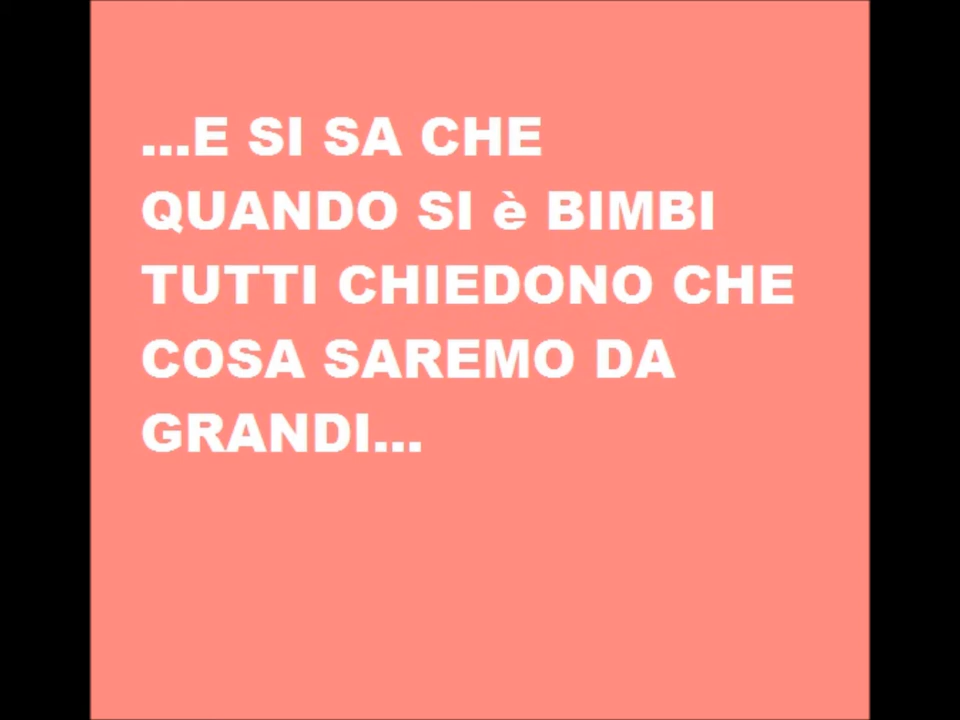 ...E SI SA CHE
QUANDO SI è BIMBI
TUTTI CHIEDONO CHE
COSA SAREMO DA
GRANDI...